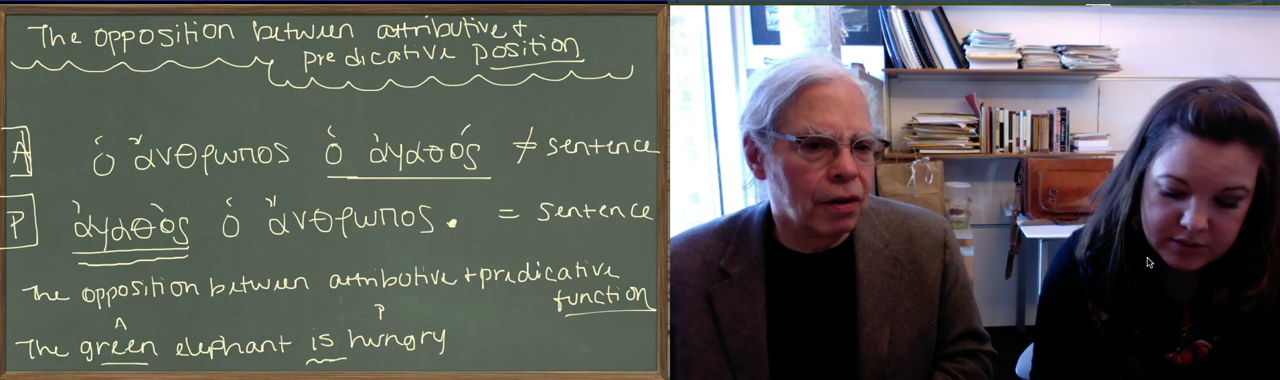 The opposition between attributive +
predicative position
A ὁ ἄνθρωπος ὁ ἀγαθός ≠ sentence
P ἀγαθὸς ὁ ἄνθρωπος. = sentence
The opposition between attributive + predicative
function
A P
The green elephant is hungry